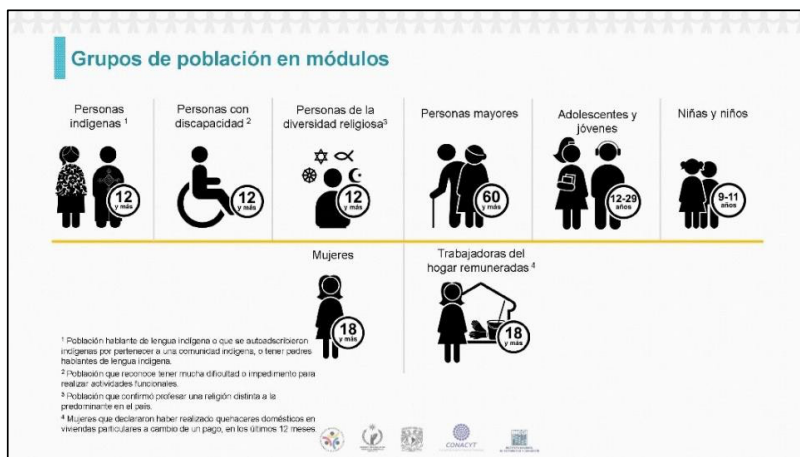 Grupos de población en módulos
Personas
indígenas ¹
12
y más
Personas con
discapacidad ²
12
y más
Personas de la
diversidad religiosa³
12
y más
Personas mayores
60
y más
Adolescentes y
jóvenes
12-29
años
Niñas y niños
9-11
años
Mujeres
18
y más
Trabajadoras del
hogar remuneradas ⁴
18
y más
¹ Población hablante de lengua indígena o que se autoadscribieron
indígenas por pertenecer a una comunidad indígena, o tener padres
hablantes de lengua indígena.
² Población que reconoce tener mucha dificultad o impedimento para
realizar actividades funcionales.
³ Población que confirmó profesar una religión distinta a la
predominante en el país.
⁴ Mujeres que declararon haber realizado quehaceres domésticos en
viviendas particulares a cambio de un pago, en los últimos 12 meses.
CONACYT